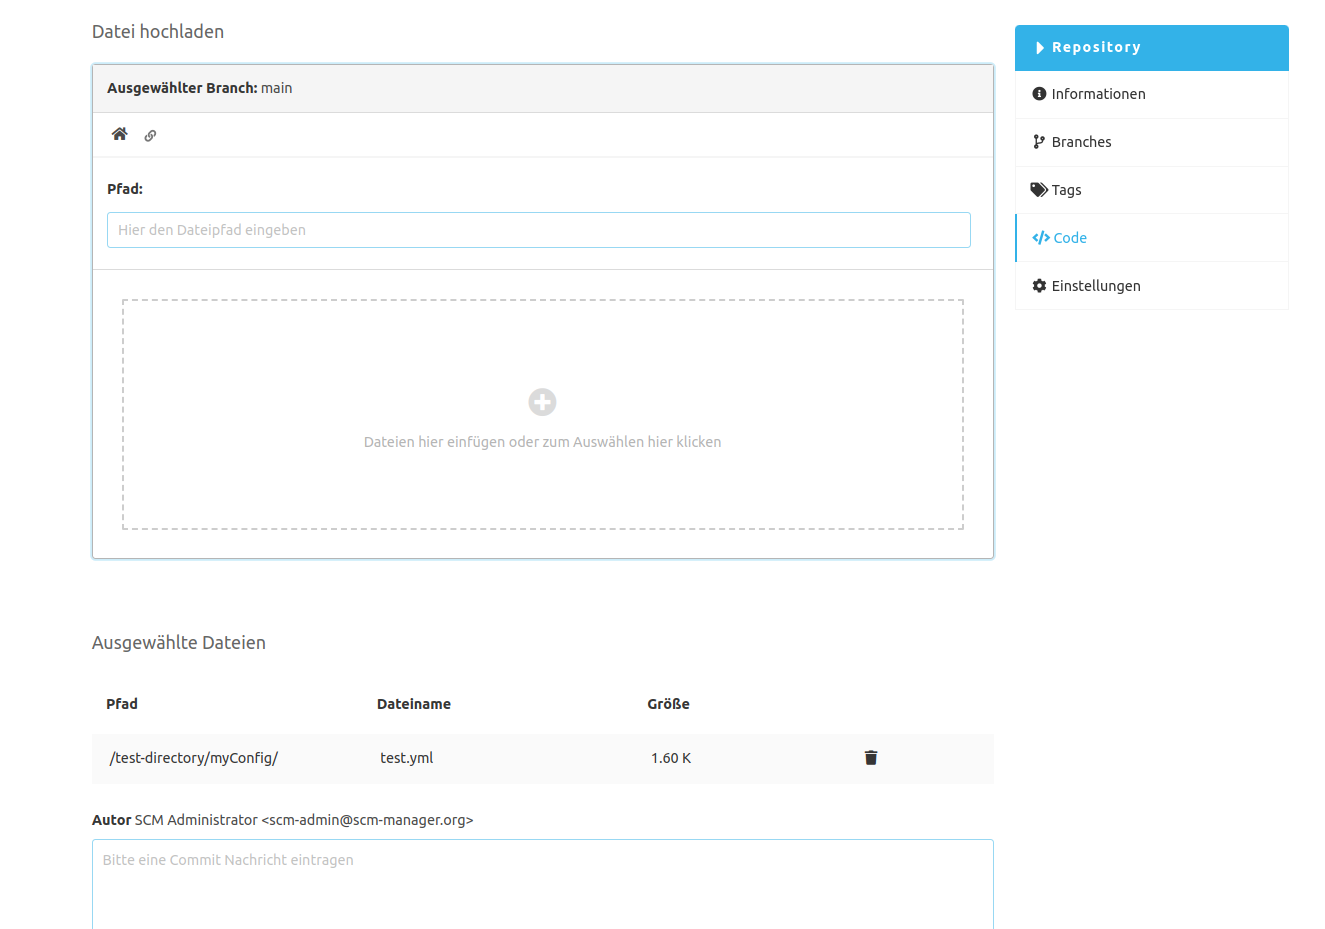 Datei hochladen
Ausgewählter Branch: main
Pfad:
Hier den Dateipfad eingeben
Dateien hier einfügen oder zum Auswählen hier klicken
Ausgewählte Dateien
Pfad Dateiname Größe
/test-directory/myConfig/ test.yml 1.60 K
Autor SCM Administrator <scm-admin@scm-manager.org>
Bitte eine Commit Nachricht eintragen
Repository
Informationen
Branches
Tags
Code
Einstellungen